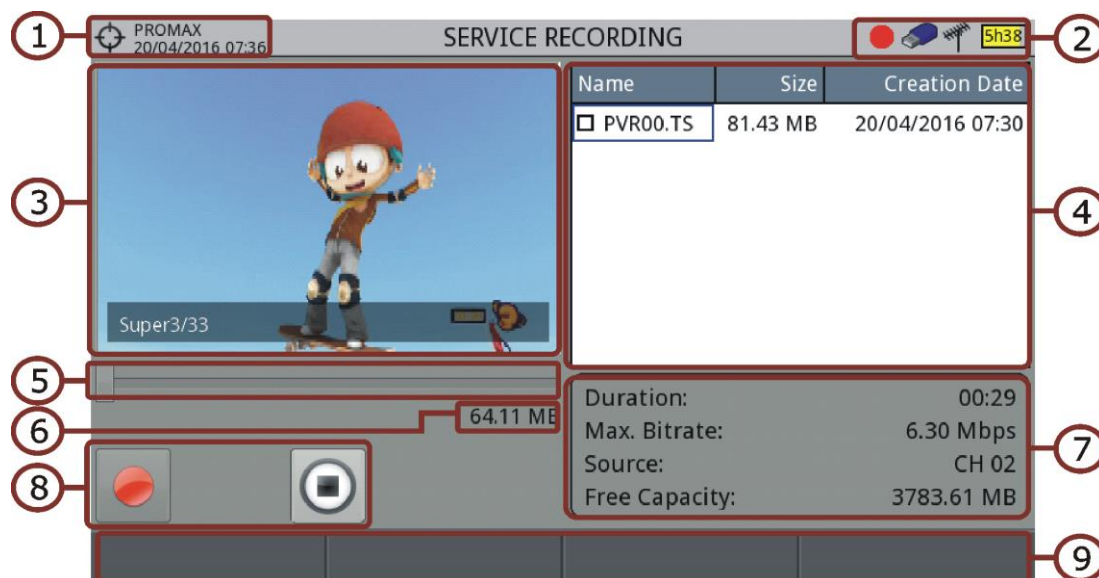 1
PROMAX
20/04/2016 07:36
SERVICE RECORDING
5h38
2
3
Super3/33
Name Size Creation Date
PVR00.TS 81.43 MB 20/04/2016 07:30
4
5
6
64.11 MB
Duration: 00:29
Max. Bitrate: 6.30 Mbps
Source: CH 02
Free Capacity: 3783.61 MB
7
8
9